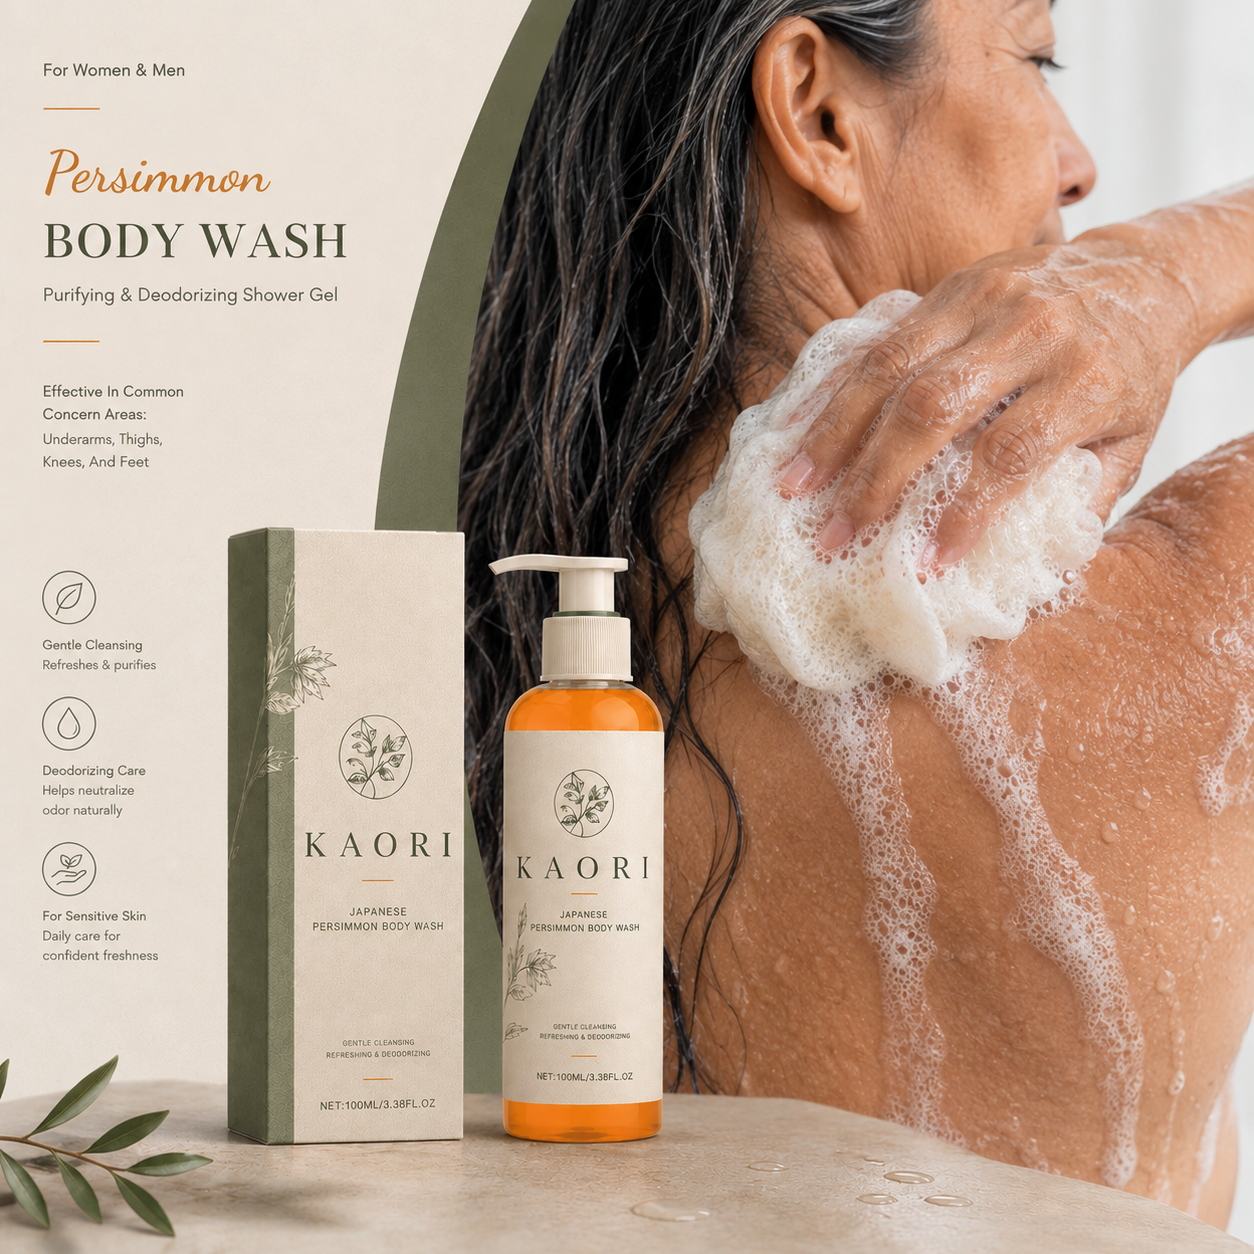 For Women & Men
Persimmon
BODY WASH
Purifying & Deodorizing Shower Gel
Effective In Common
Concern Areas:
Underarms, Thighs,
Knees, And Feet
Gentle Cleansing
Refreshes & purifies
Deodorizing Care
Helps neutralize
odor naturally
For Sensitive Skin
Daily care for
confident freshness
KAORI
JAPANESE
PERSIMMON BODY WASH
GENTLE CLEANSING
REFRESHING & DEODORIZING
NET:100ML/3.38FL.OZ
KAORI
JAPANESE
PERSIMMON BODY WASH
GENTLE CLEANSING
REFRESHING & DEODORIZING
NET:100ML/3.38FL.OZ